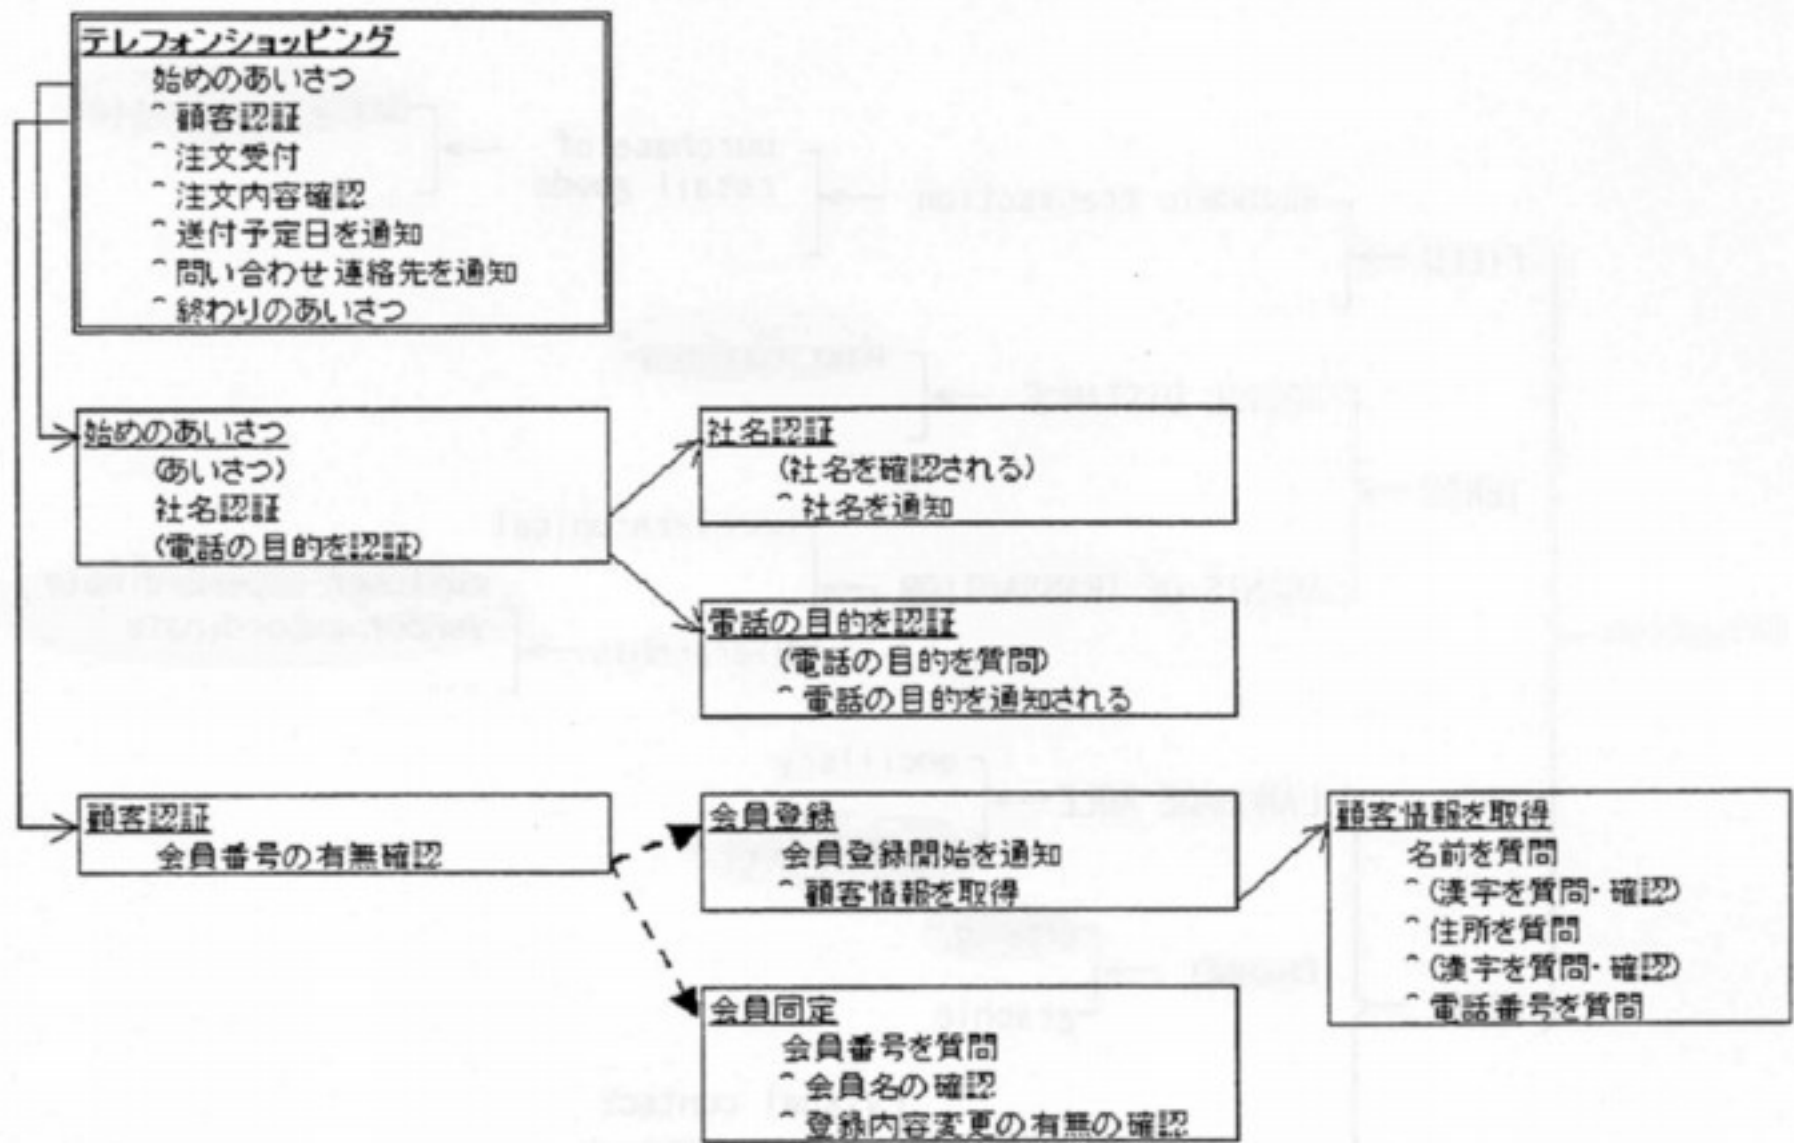 テレフォンショッピング
始めのあいさつ
^ 顧客認証
^ 注文受付
^ 注文内容確認
^ 送付予定日を通知
^ 問い合わせ連絡先を通知
^ 終わりのあいさつ
始めのあいさつ
(あいさつ)
社名認証
(電話の目的を認証)
社名認証
(社名を確認される)
^ 社名を通知
電話の目的を認証
(電話の目的を質問)
^ 電話の目的を通知される
顧客認証
会員番号の有無確認
会員登録
会員登録開始を通知
^ 顧客情報を取得
顧客情報を取得
名前を質問
^ (漢字を質問・確認)
^ 住所を質問
^ (漢字を質問・確認)
^ 電話番号を質問
会員同定
会員番号を質問
^ 会員名の確認
^ 登録内容変更の有無の確認